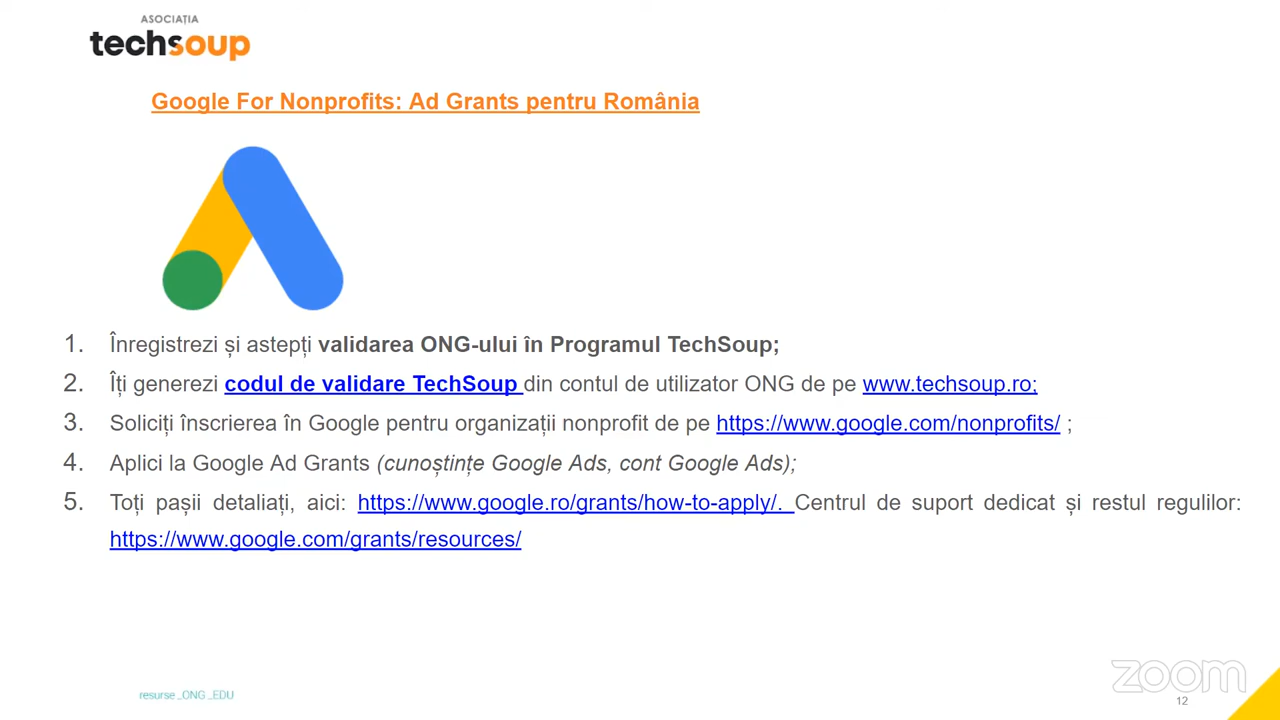 ASOCIAȚIA
techsoup
Google For Nonprofits: Ad Grants pentru România
1. Înregistrezi și astepți validarea ONG-ului în Programul TechSoup;
2. Îți generezi codul de validare TechSoup din contul de utilizator ONG de pe www.techsoup.ro;
3. Soliciți înscrierea în Google pentru organizații nonprofit de pe https://www.google.com/nonprofits/ ;
4. Aplici la Google Ad Grants (cunoștințe Google Ads, cont Google Ads);
5. Toți pașii detaliați, aici: https://www.google.ro/grants/how-to-apply/. Centrul de suport dedicat și restul regulilor:
https://www.google.com/grants/resources/
zoom
resurse_ONG_EDU
12